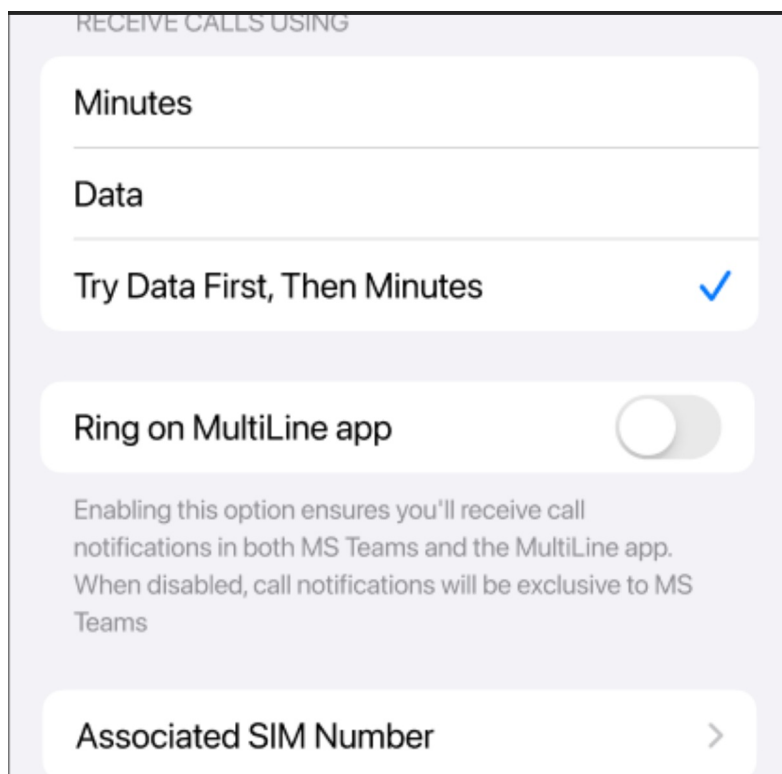 RECEIVE CALLS USING
Minutes
Data
Try Data First, Then Minutes
Ring on MultiLine app
Enabling this option ensures you'll receive call
notifications in both MS Teams and the MultiLine app.
When disabled, call notifications will be exclusive to MS
Teams
Associated SIM Number